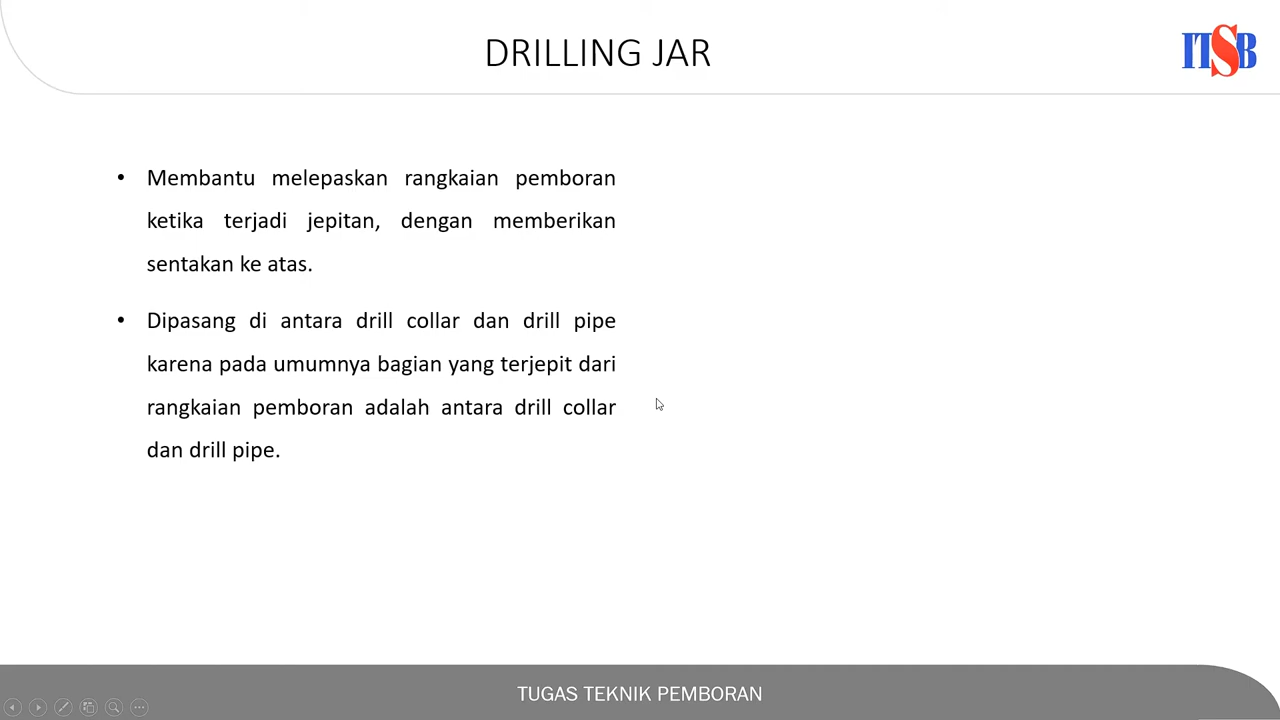 DRILLING JAR
ITSB
• Membantu melepaskan rangkaian pemboran
ketika terjadi jepitan, dengan memberikan
sentakan ke atas.
• Dipasang di antara drill collar dan drill pipe
karena pada umumnya bagian yang terjepit dari
rangkaian pemboran adalah antara drill collar
dan drill pipe.
TUGAS TEKNIK PEMBORAN